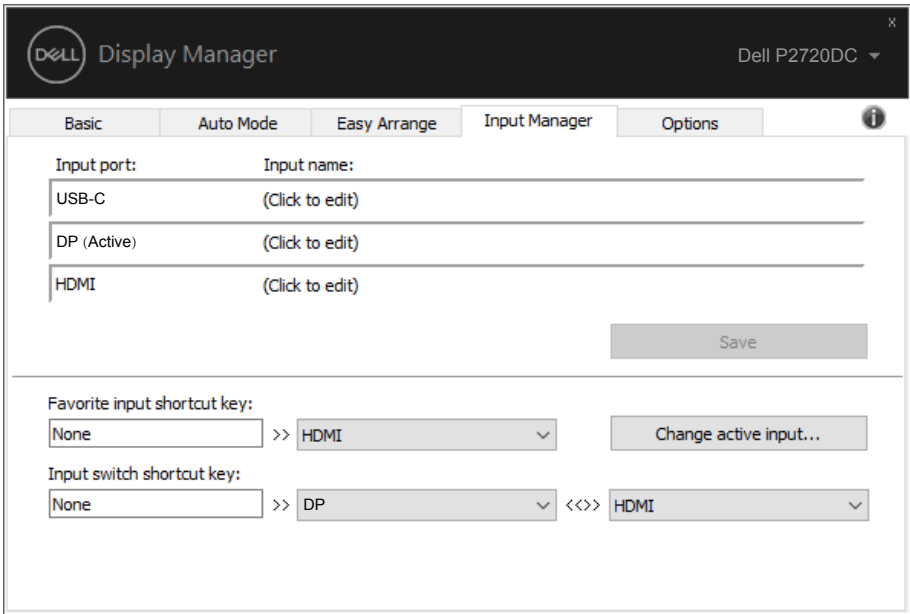 DELL Display Manager
x
Dell P2720DC
Basic Auto Mode Easy Arrange Input Manager Options
Input port: Input name:
USB-C (Click to edit)
DP (Active) (Click to edit)
HDMI (Click to edit)
Save
Favorite input shortcut key:
None >> HDMI Change active input...
Input switch shortcut key:
None >> DP <<>> HDMI